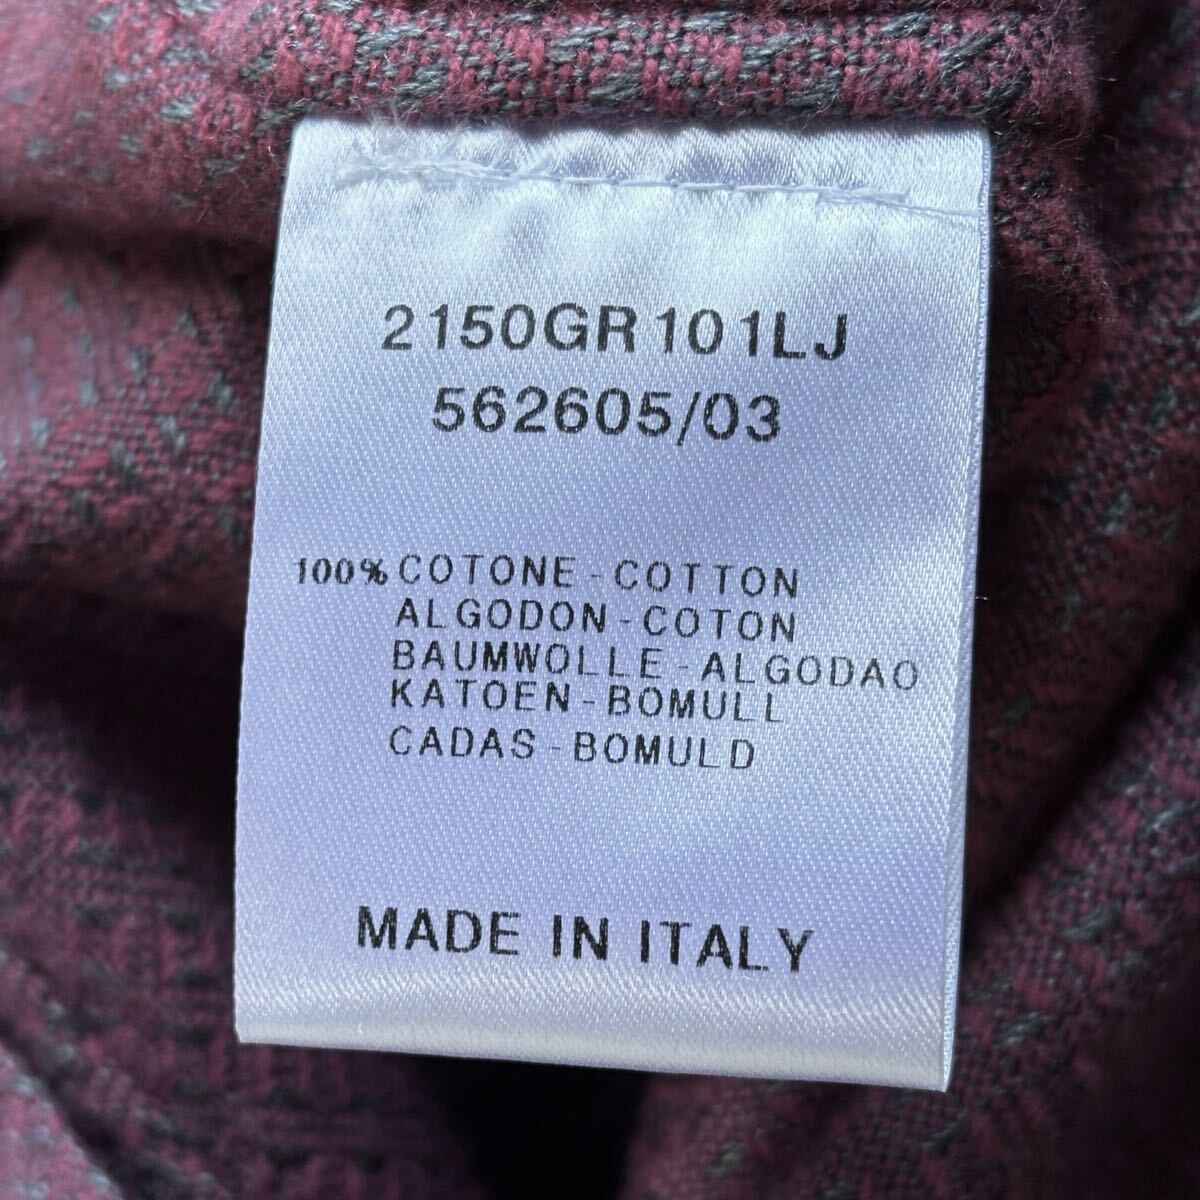 2150GR101LJ
562605/03
100% COTONE - COTTON
ALGODON - COTON
BAUMWOLLE - ALGODAO
KATOEN - BOMULL
CADAS - BOMULD
MADE IN ITALY